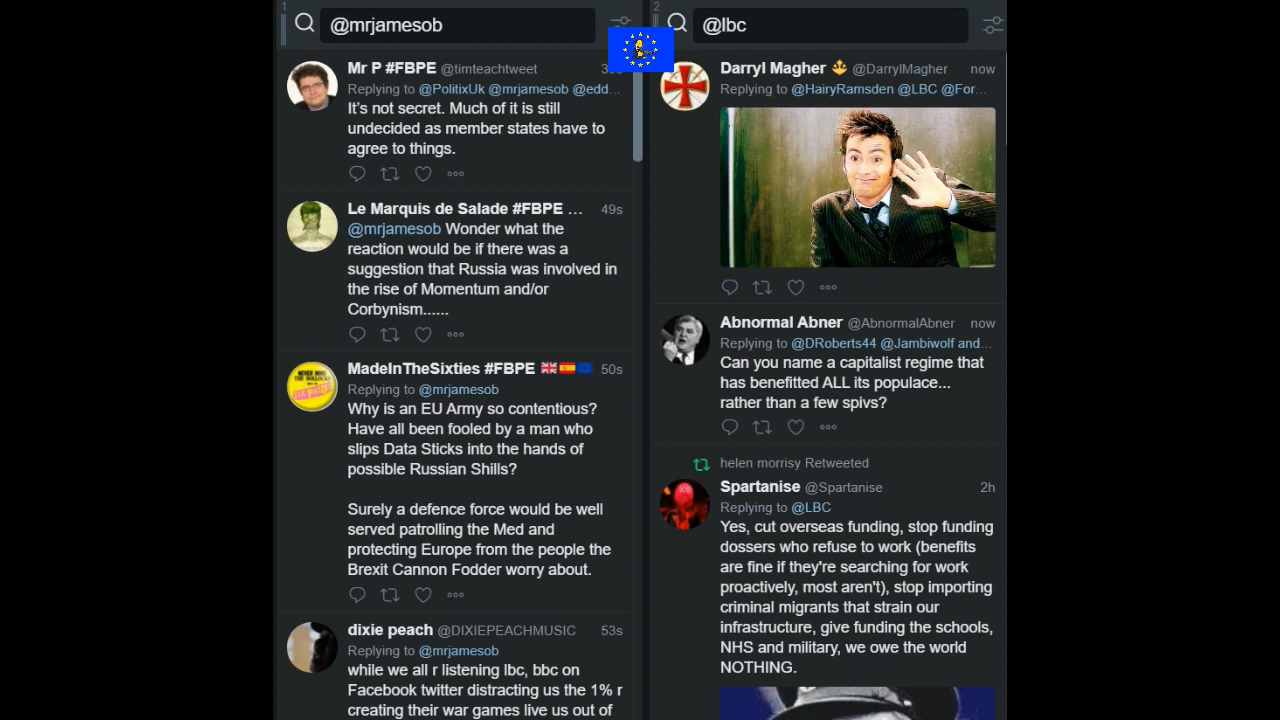 1
@mrjamesob
Mr P #FBPE @timteachtweet
Replying to @PolitixUk @mrjamesob @edd...
It's not secret. Much of it is still
undecided as member states have to
agree to things.
Le Marquis de Salade #FBPE ... 49s
@mrjamesob Wonder what the
reaction would be if there was a
suggestion that Russia was involved in
the rise of Momentum and/or
Corbynism......
MadeInTheSixties #FBPE 50s
Replying to @mrjamesob
Why is an EU Army so contentious?
Have all been fooled by a man who
slips Data Sticks into the hands of
possible Russian Shills?
Surely a defence force would be well
served patrolling the Med and
protecting Europe from the people the
Brexit Cannon Fodder worry about.
dixie peach @DIXIEPEACHMUSIC 53s
Replying to @mrjamesob
while we all r listening lbc, bbc on
Facebook twitter distracting us the 1% r
creating their war games live us out of
2
@lbc
Darryl Magher @DarrylMagher now
Replying to @HairyRamsden @LBC @For...
Abnormal Abner @AbnormalAbner now
Replying to @DRoberts44 @Jambiwolf and...
Can you name a capitalist regime that
has benefitted ALL its populace...
rather than a few spivs?
helen morrisy Retweeted
Spartanise @Spartanise 2h
Replying to @LBC
Yes, cut overseas funding, stop funding
dossers who refuse to work (benefits
are fine if they're searching for work
proactively, most aren't), stop importing
criminal migrants that strain our
infrastructure, give funding the schools,
NHS and military, we owe the world
NOTHING.